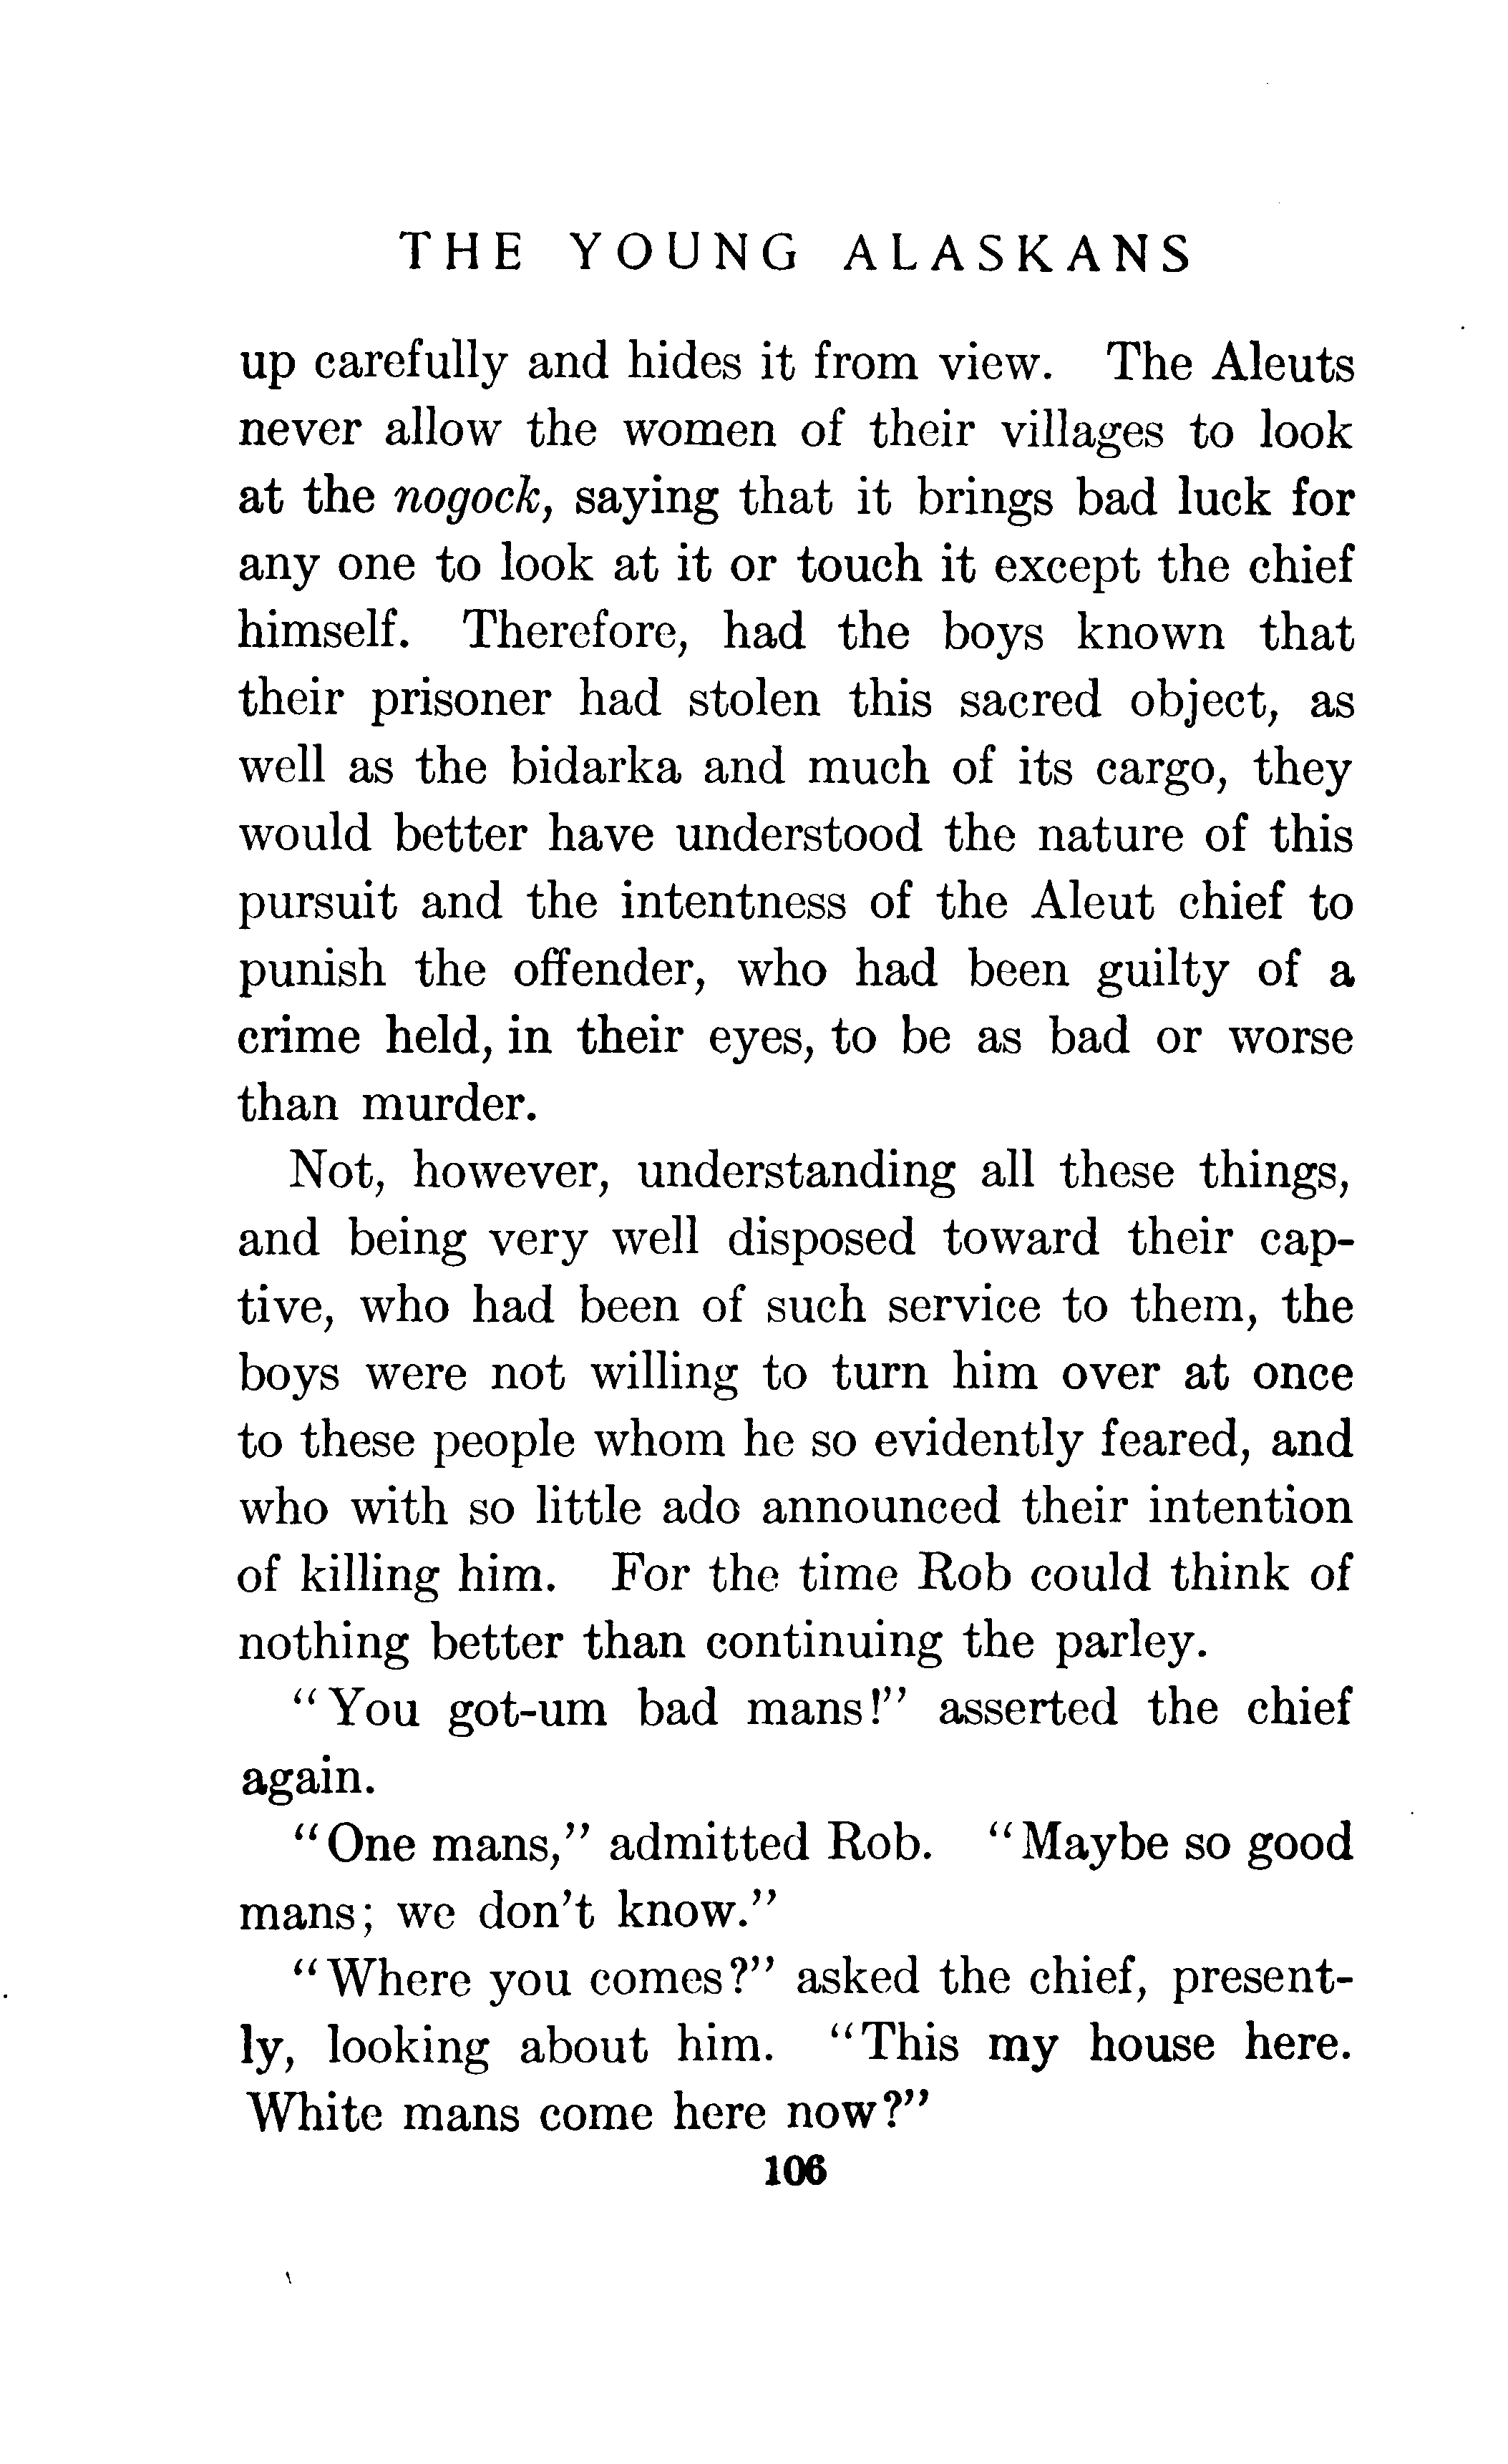 THE YOUNG ALASKANS
up carefully and hides it from view. The Aleuts
never allow the women of their villages to look
at the nogock, saying that it brings bad luck for
any one to look at it or touch it except the chief
himself. Therefore, had the boys known that
their prisoner had stolen this sacred object, as
well as the bidarka and much of its cargo, they
would better have understood the nature of this
pursuit and the intentness of the Aleut chief to
punish the offender, who had been guilty of a
crime held, in their eyes, to be as bad or worse
than murder.
Not, however, understanding all these things,
and being very well disposed toward their cap-
tive, who had been of such service to them, the
boys were not willing to turn him over at once
to these people whom he so evidently feared, and
who with so little ado announced their intention
of killing him. For the time Rob could think of
nothing better than continuing the parley.
“You got-um bad mans!” asserted the chief
again.
“One mans,” admitted Rob. “Maybe so good
mans; we don’t know.”
“Where you comes?” asked the chief, present-
ly, looking about him. “This my house here.
White mans come here now?”
106